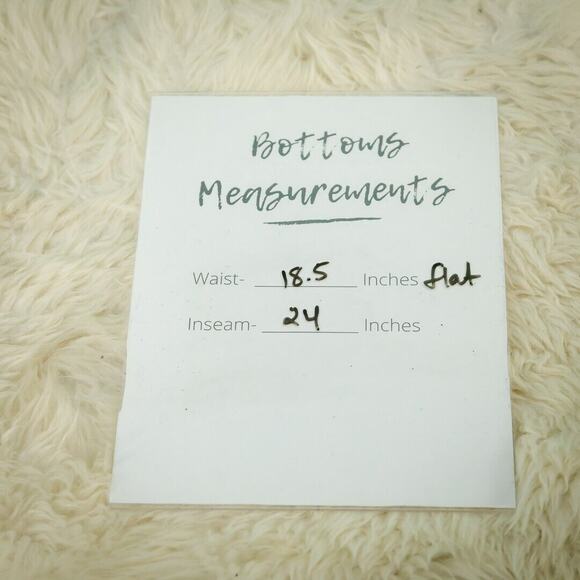 Bottoms
Measurements
Waist- 18.5 Inches flat
Inseam- 24 Inches